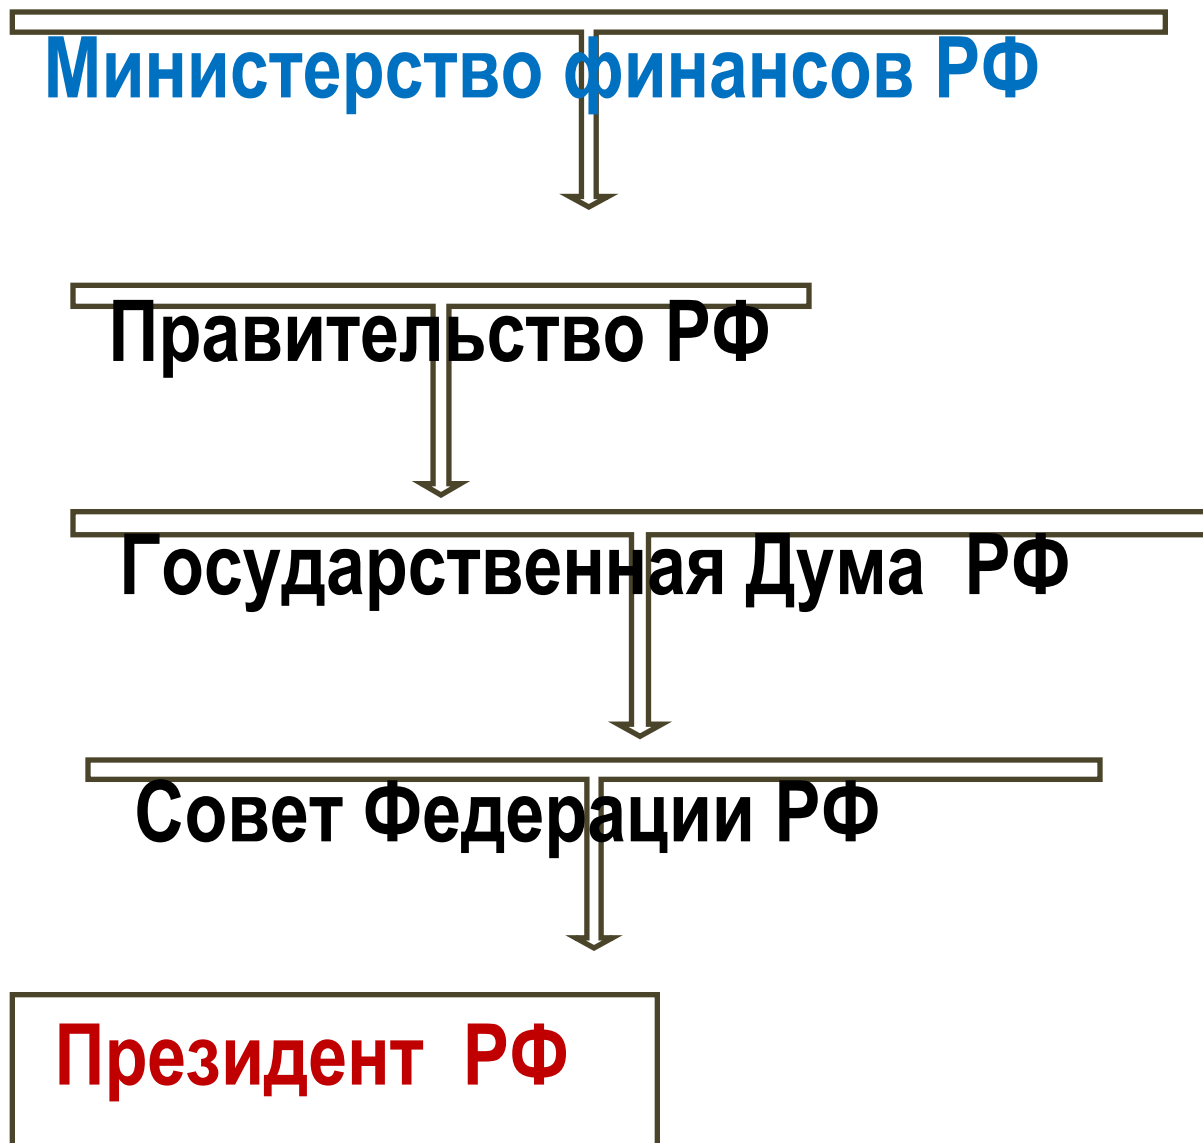 Министерство финансов РФ
Правительство РФ
Государственная Дума РФ
Совет Федерации РФ
Президент РФ